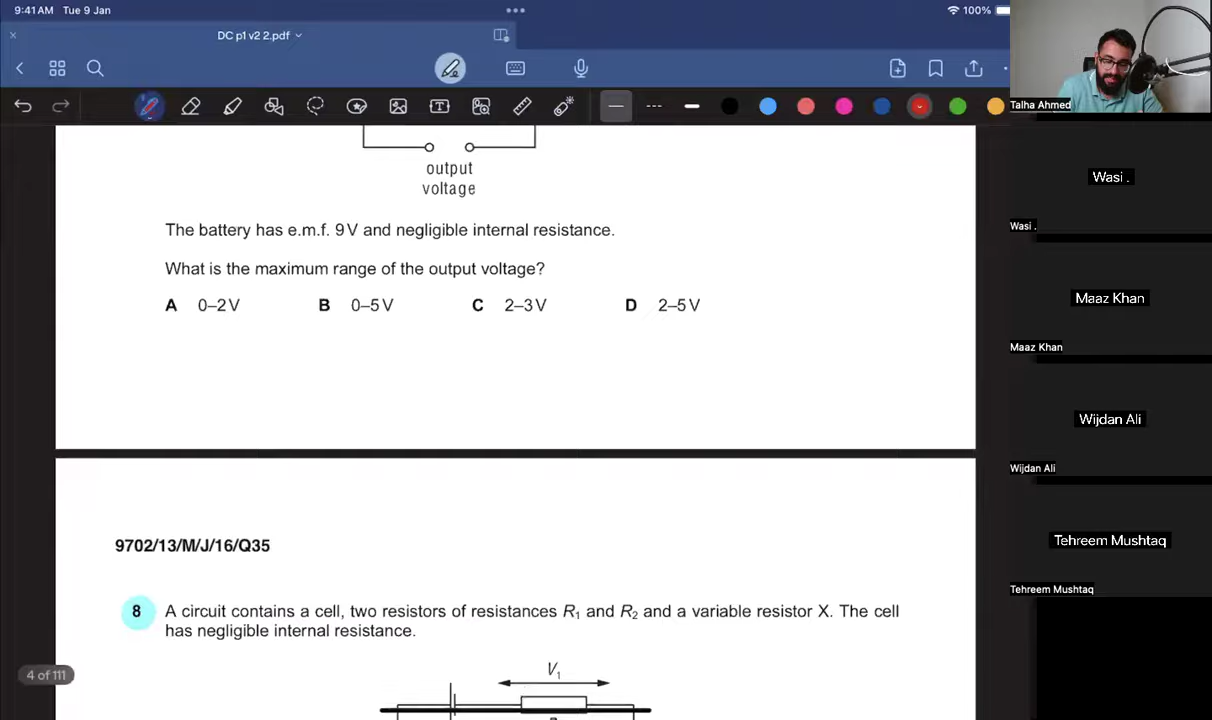 9:41 AM Tue 9 Jan
100%
DC p1 v2 2.pdf
Talha Ahmed
output
voltage
Wasi .
Wasi .
The battery has e.m.f. 9 V and negligible internal resistance.
What is the maximum range of the output voltage?
A 0–2 V B 0–5 V C 2–3 V D 2–5 V
Maaz Khan
Maaz Khan
Wijdan Ali
Wijdan Ali
9702/13/M/J/16/Q35
Tehreem Mushtaq
Tehreem Mushtaq
8 A circuit contains a cell, two resistors of resistances R1 and R2 and a variable resistor X. The cell
has negligible internal resistance.
V1
4 of 111